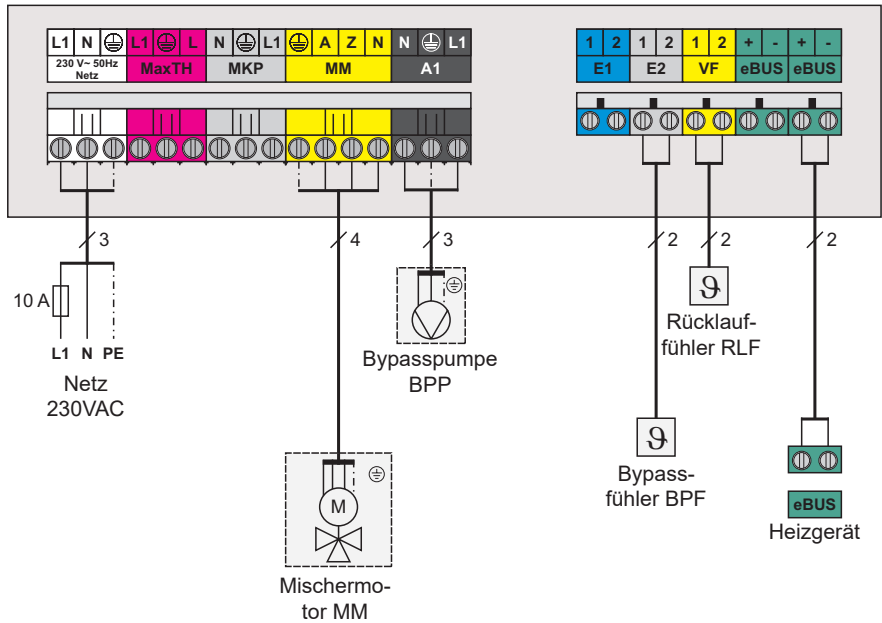 L1 N L1 L N L1 A Z N N L1
230 V~ 50Hz
Netz
MaxTH MKP MM A1
1 2 1 2 1 2 + - + -
E1 E2 VF eBUS eBUS
3 4 3 2 2 2
10 A
L1 N PE
Netz
230VAC
Bypasspumpe
BPP
M
Mischermo-
tor MM
ϑ
Rücklauf-
fühler RLF
ϑ
Bypass-
fühler BPF
eBUS
Heizgerät